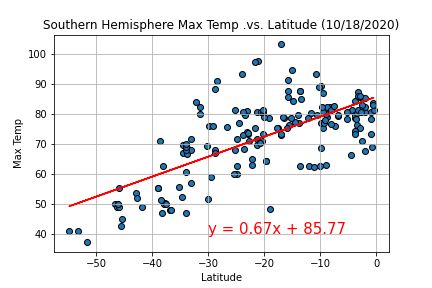 Southern Hemisphere Max Temp .vs. Latitude (10/18/2020)
100
90
80
70
60
50
40
Max Temp
y = 0.67x + 85.77
−50 −40 −30 −20 −10 0
Latitude